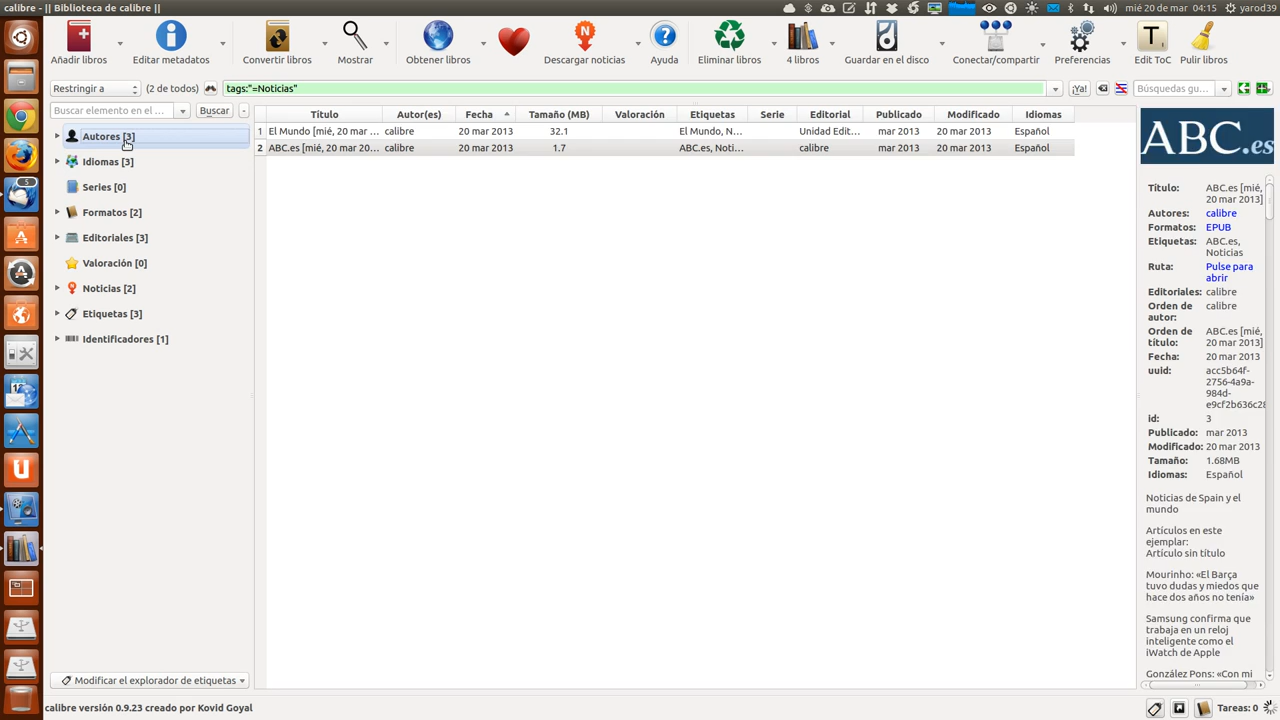 calibre - || Biblioteca de calibre ||
mié 20 de mar 04:15 yarod39
Añadir libros
Editar metadatos
Convertir libros
Mostrar
Obtener libros
Descargar noticias
Ayuda
Eliminar libros
4 libros
Guardar en el disco
Conectar/compartir
Preferencias
Edit ToC
Pulir libros
Restringir a
(2 de todos)
tags:"=Noticias"
¡Ya!
Búsquedas gu...
Buscar elemento en el ...
Buscar
Autores [3]
Idiomas [3]
Series [0]
Formatos [2]
Editoriales [3]
Valoración [0]
Noticias [2]
Etiquetas [3]
Identificadores [1]
Título Autor(es) Fecha Tamaño (MB) Valoración Etiquetas Serie Editorial Publicado Modificado Idiomas
1 El Mundo [mié, 20 mar ... calibre 20 mar 2013 32.1 El Mundo, N... Unidad Edit... mar 2013 20 mar 2013 Español
2 ABC.es [mié, 20 mar 20... calibre 20 mar 2013 1.7 ABC.es, Noti... calibre mar 2013 20 mar 2013 Español
ABC.es
Título: ABC.es [mié,
20 mar 2013]
Autores: calibre
Formatos: EPUB
Etiquetas: ABC.es,
Noticias
Ruta: Pulse para
abrir
Editoriales: calibre
Orden de calibre
autor:
Orden de ABC.es [mié,
título: 20 mar 2013]
Fecha: 20 mar 2013
uuid: acc5b64f-
2756-4a9a-
984d-
e9cf2b636c28
id: 3
Publicado: mar 2013
Modificado: 20 mar 2013
Tamaño: 1.68MB
Idiomas: Español
Noticias de Spain y el
mundo
Artículos en este
ejemplar:
Artículo sin título
Mourinho: «El Barça
tuvo dudas y miedos que
hace dos años no tenía»
Samsung confirma que
trabaja en un reloj
inteligente como el
iWatch de Apple
González Pons: «Con mi
Modificar el explorador de etiquetas
calibre versión 0.9.23 creado por Kovid Goyal
Tareas: 0